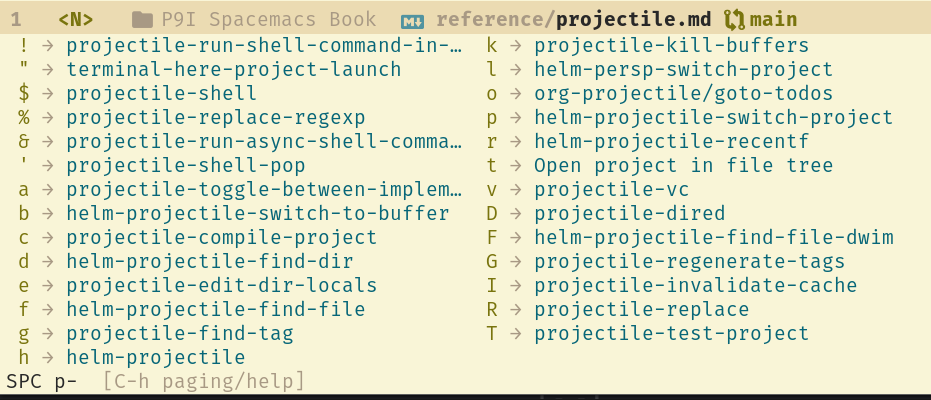 1 <N> P9I Spacemacs Book M↓ reference/projectile.md main
! → projectile-run-shell-command-in-…
" → terminal-here-project-launch
$ → projectile-shell
% → projectile-replace-regexp
& → projectile-run-async-shell-comma…
' → projectile-shell-pop
a → projectile-toggle-between-implem…
b → helm-projectile-switch-to-buffer
c → projectile-compile-project
d → helm-projectile-find-dir
e → projectile-edit-dir-locals
f → helm-projectile-find-file
g → projectile-find-tag
h → helm-projectile
k → projectile-kill-buffers
l → helm-persp-switch-project
o → org-projectile/goto-todos
p → helm-projectile-switch-project
r → helm-projectile-recentf
t → Open project in file tree
v → projectile-vc
D → projectile-dired
F → helm-projectile-find-file-dwim
G → projectile-regenerate-tags
I → projectile-invalidate-cache
R → projectile-replace
T → projectile-test-project
SPC p- [C-h paging/help]